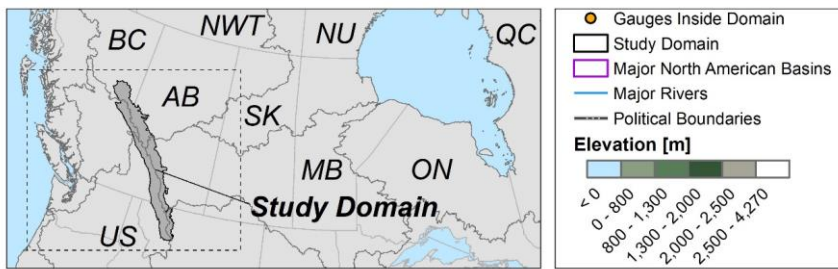 BC
NWT
NU
QC
AB
SK
MB
ON
Study Domain
US
Gauges Inside Domain
Study Domain
Major North American Basins
Major Rivers
Political Boundaries
Elevation [m]
< 0
0 - 800
800 - 1,300
1,300 - 2,000
2,000 - 2,500
2,500 - 4,270